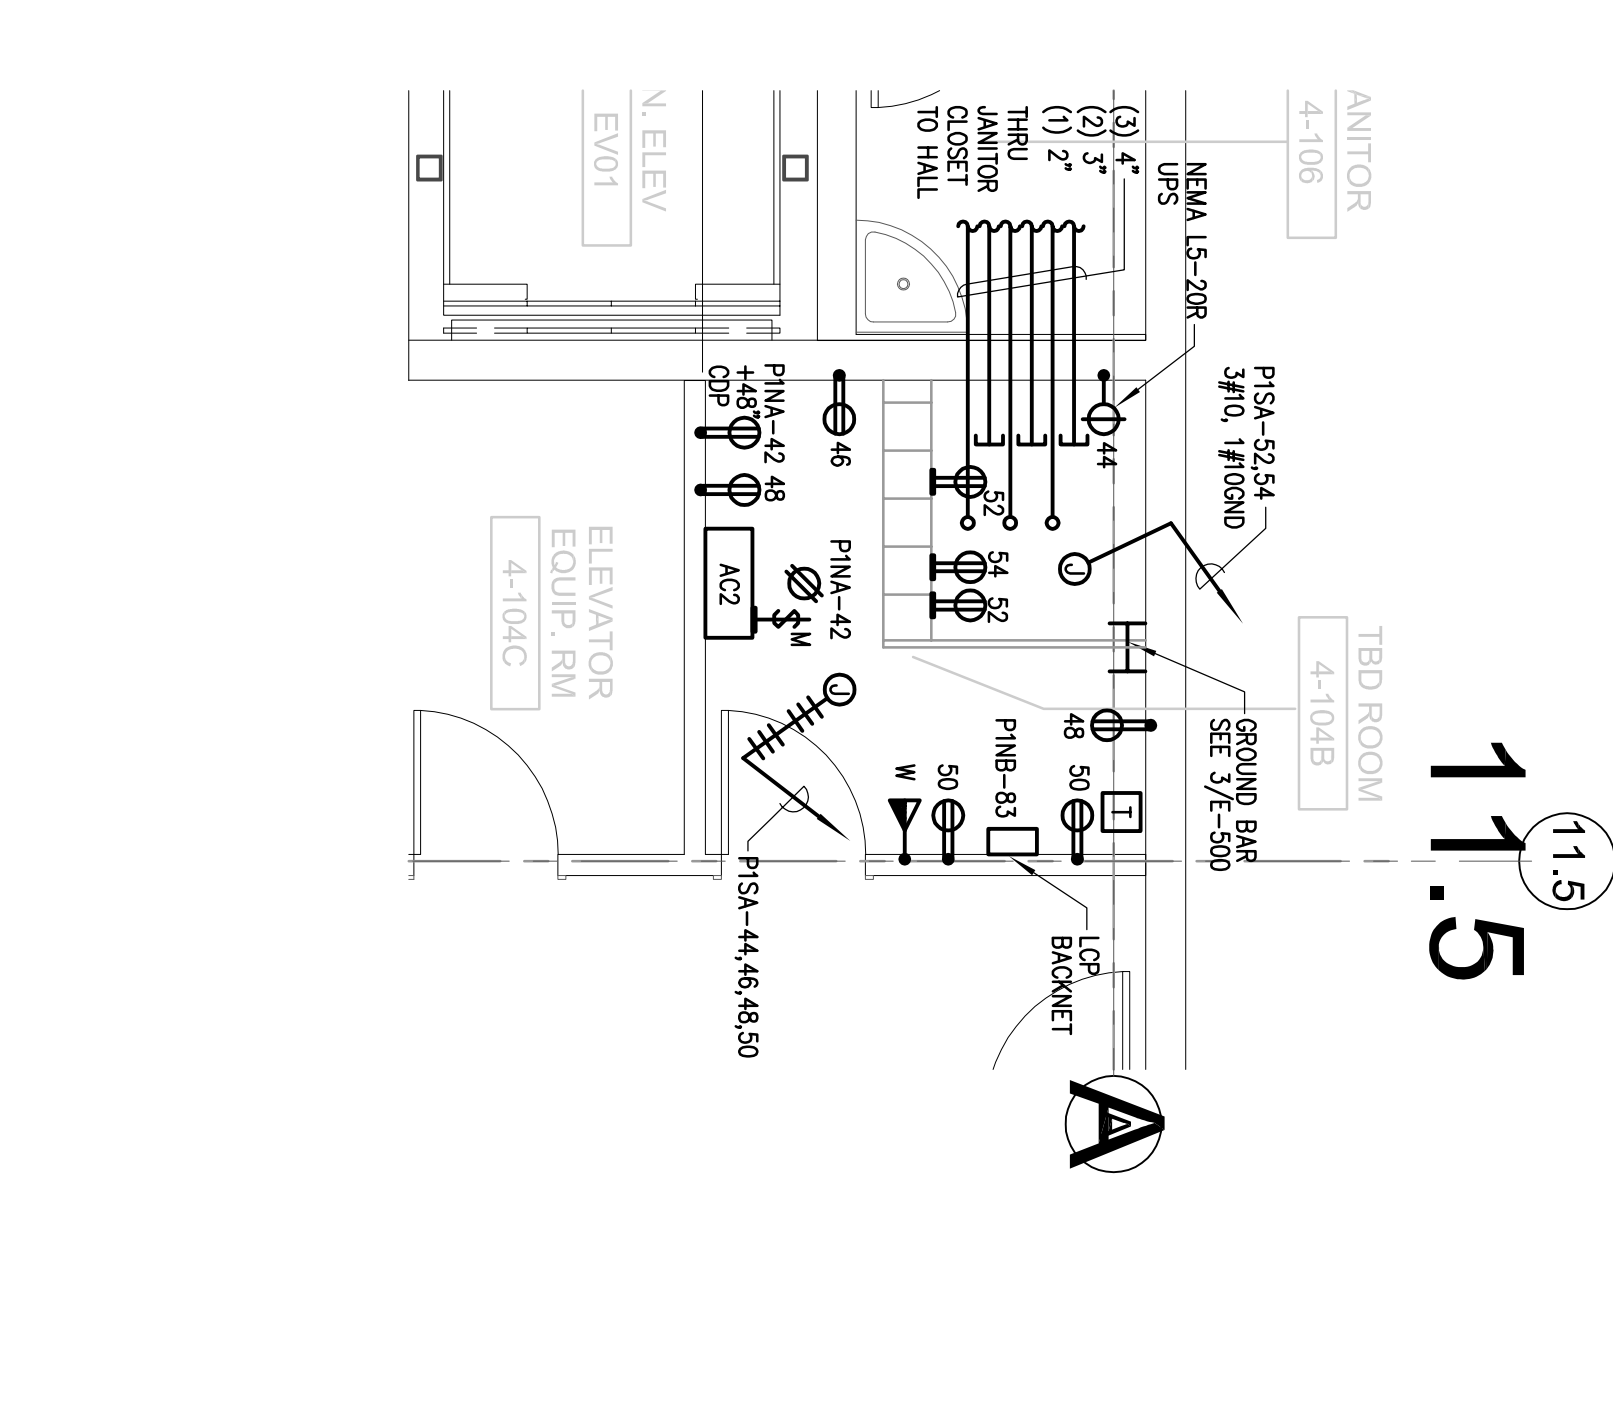 ANITOR
4-106
(3) 4"
(2) 3"
(1) 2"
THRU
JANITOR
CLOSET
TO HALL
N. ELEV
EV01
NEMA L5-20R
UPS
P1SA-52,54
3#10, 1#10GND
P1NA-42
+48"
CDP
48
46
44
52
54
52
J
AC2
P1NA-42
M
J
ELEVATOR
EQUIP. RM
4-104C
TBD ROOM
4-104B
GROUND BAR
SEE 3/E-500
48
P1NB-83
50
50
W
T
P1SA-44,46,48,50
LCP
BACKNET
11.5
11.5
A
A